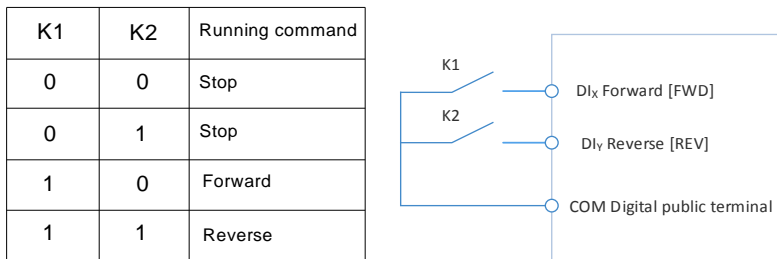 K1 K2 Running command
0 0 Stop
0 1 Stop
1 0 Forward
1 1 Reverse
K1
DIX Forward [FWD]
K2
DIY Reverse [REV]
COM Digital public terminal